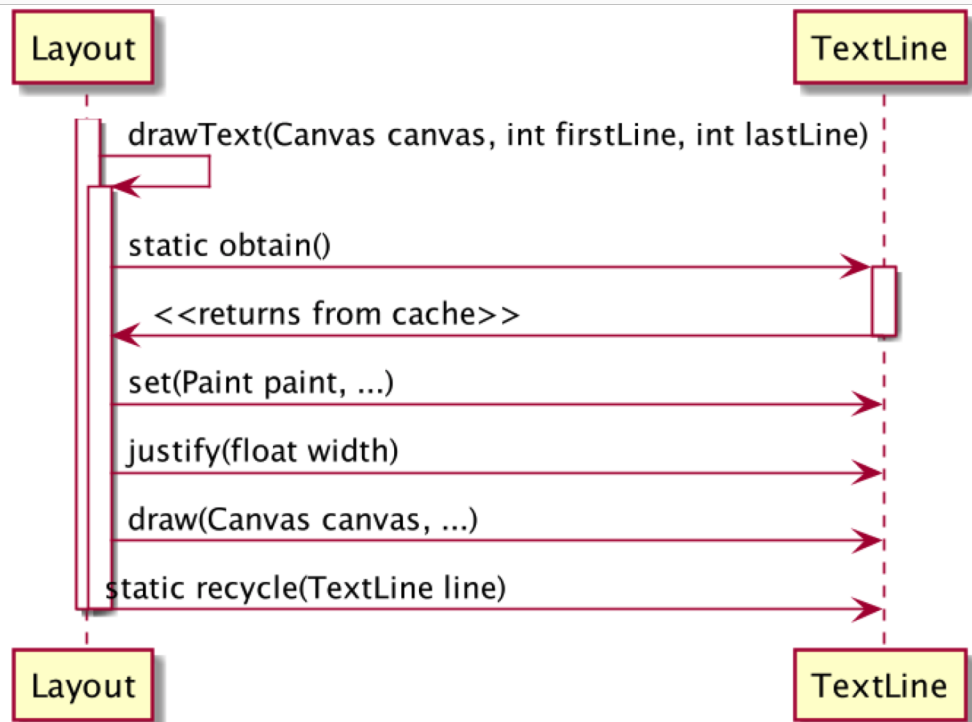 Layout
TextLine
drawText(Canvas canvas, int firstLine, int lastLine)
static obtain()
<<returns from cache>>
set(Paint paint, ...)
justify(float width)
draw(Canvas canvas, ...)
static recycle(TextLine line)
Layout
TextLine